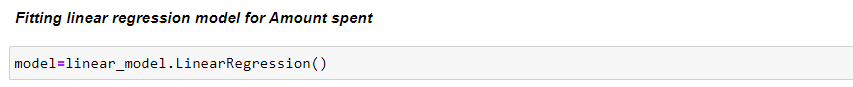 Fitting linear regression model for Amount spent
model=linear_model.LinearRegression()